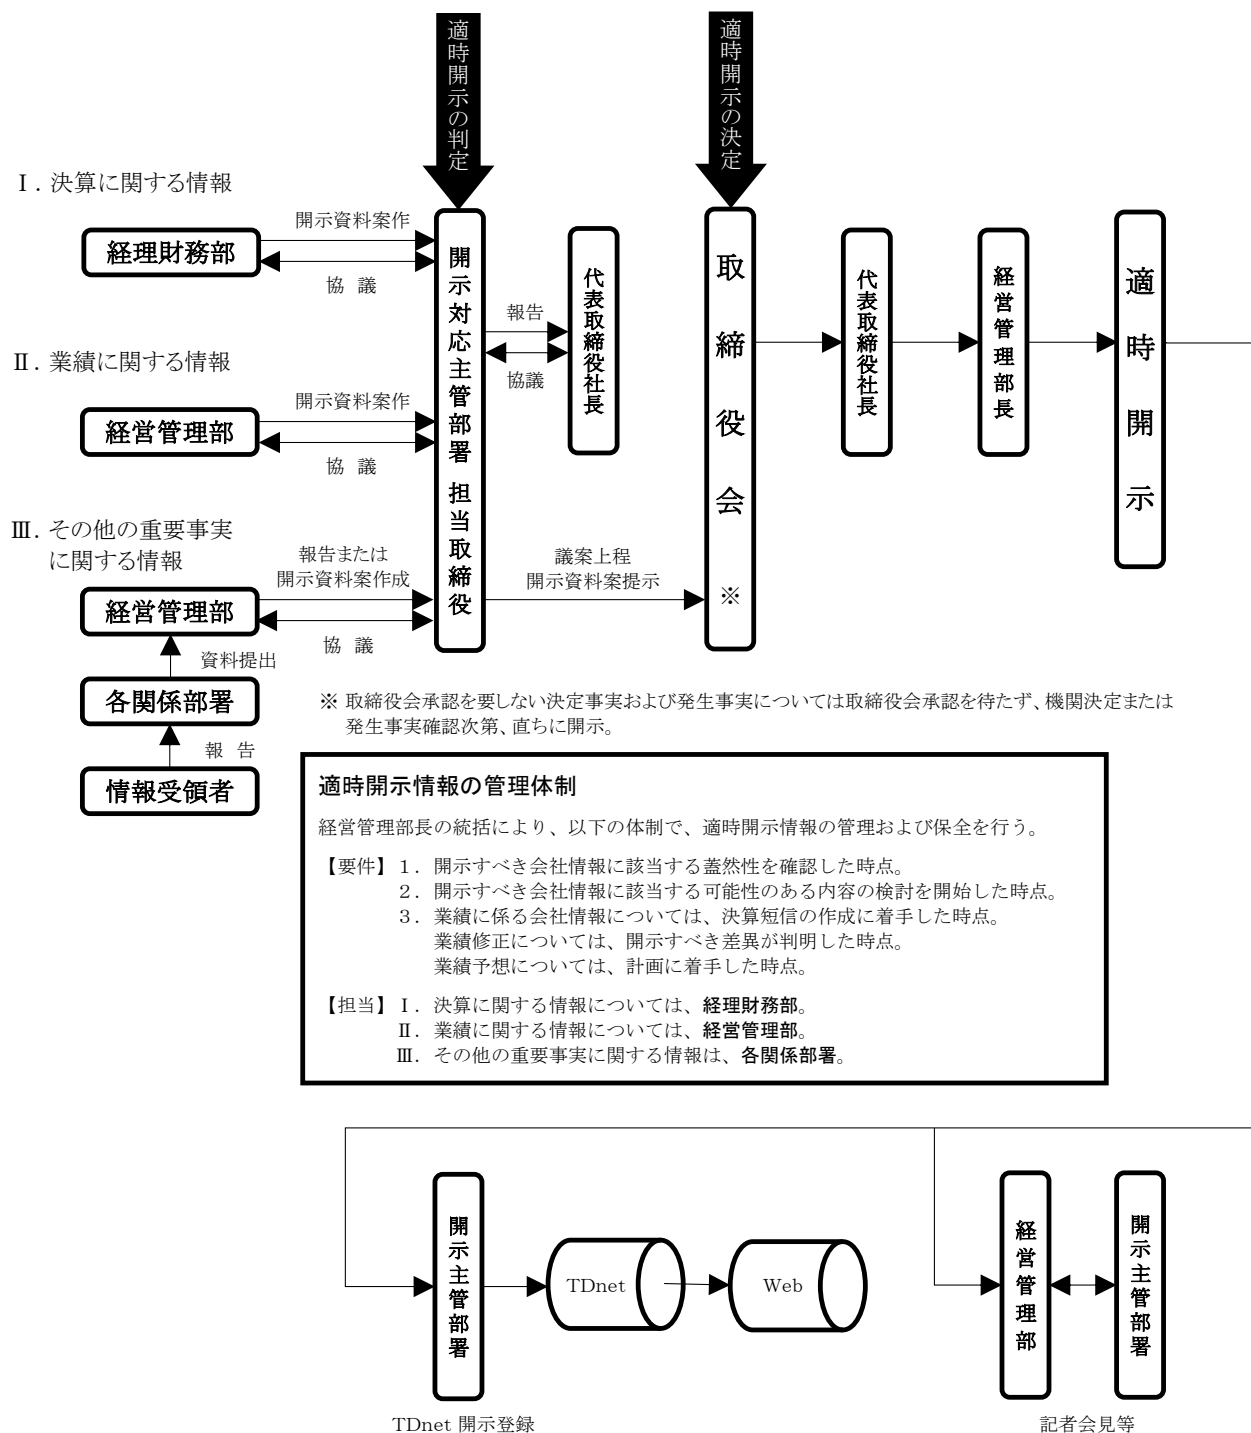 適時開示の判定
適時開示の決定
Ⅰ. 決算に関する情報
経理財務部
開示資料案作
協 議
Ⅱ. 業績に関する情報
経営管理部
開示資料案作
協 議
Ⅲ. その他の重要事実
に関する情報
経営管理部
報告または
開示資料案作成
協 議
資料提出
各関係部署
報 告
情報受領者
開示対応主管部署 担当取締役
報告
協議
代表取締役社長
議案上程
開示資料案提示
取締役会 ※
代表取締役社長
経営管理部長
適時開示
※ 取締役会承認を要しない決定事実および発生事実については取締役会承認を待たず、機関決定または
発生事実確認次第、直ちに開示。
適時開示情報の管理体制
経営管理部長の統括により、以下の体制で、適時開示情報の管理および保全を行う。
【要件】 1. 開示すべき会社情報に該当する蓋然性を確認した時点。
2. 開示すべき会社情報に該当する可能性のある内容の検討を開始した時点。
3. 業績に係る会社情報については、決算短信の作成に着手した時点。
業績修正については、開示すべき差異が判明した時点。
業績予想については、計画に着手した時点。
【担当】 Ⅰ. 決算に関する情報については、経理財務部。
Ⅱ. 業績に関する情報については、経営管理部。
Ⅲ. その他の重要事実に関する情報は、各関係部署。
開示主管部署
TDnet
Web
経営管理部
開示主管部署
TDnet 開示登録
記者会見等